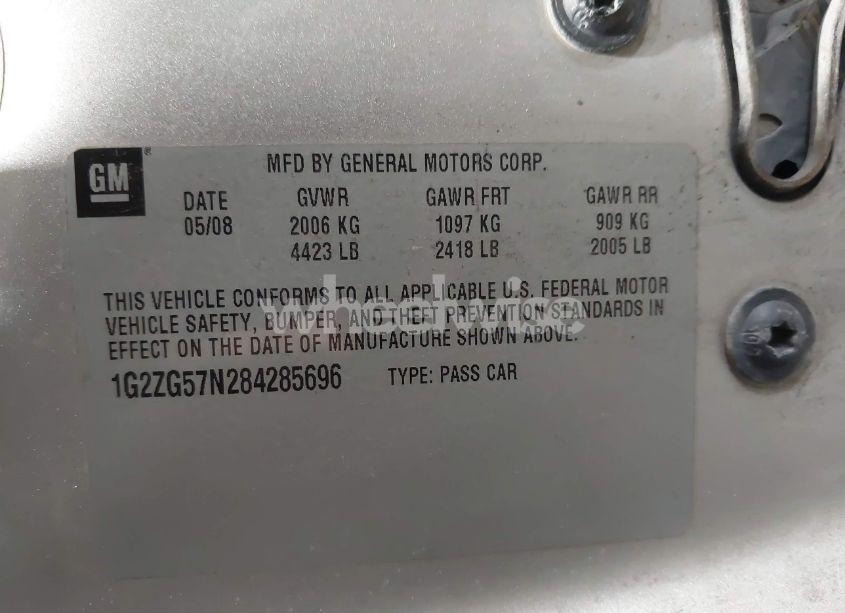 GM ®
MFD BY GENERAL MOTORS CORP.
DATE GVWR GAWR FRT GAWR RR
05/08 2006 KG 1097 KG 909 KG
4423 LB 2418 LB 2005 LB
THIS VEHICLE CONFORMS TO ALL APPLICABLE U.S. FEDERAL MOTOR
VEHICLE SAFETY, BUMPER, AND THEFT PREVENTION STANDARDS IN
EFFECT ON THE DATE OF MANUFACTURE SHOWN ABOVE.
1G2ZG57N284285696 TYPE: PASS CAR
wheelwise